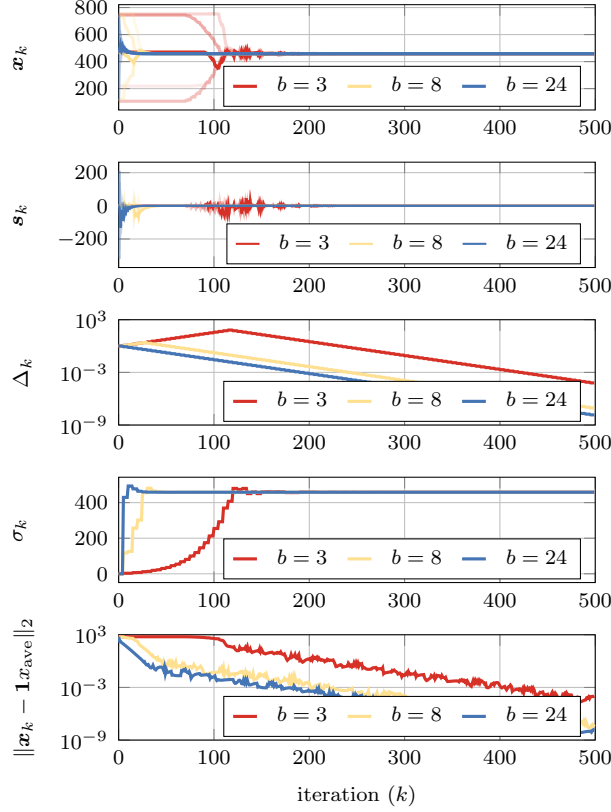 800
600
400
200
x_k
b = 3 b = 8 b = 24
0 100 200 300 400 500
200
0
−200
s_k
b = 3 b = 8 b = 24
0 100 200 300 400 500
10^3
10^−3
10^−9
Δ_k
b = 3 b = 8 b = 24
0 100 200 300 400 500
400
200
0
σ_k
b = 3 b = 8 b = 24
0 100 200 300 400 500
10^3
10^−3
10^−9
‖x_k − 1x_ave‖_2
b = 3 b = 8 b = 24
0 100 200 300 400 500
iteration (k)